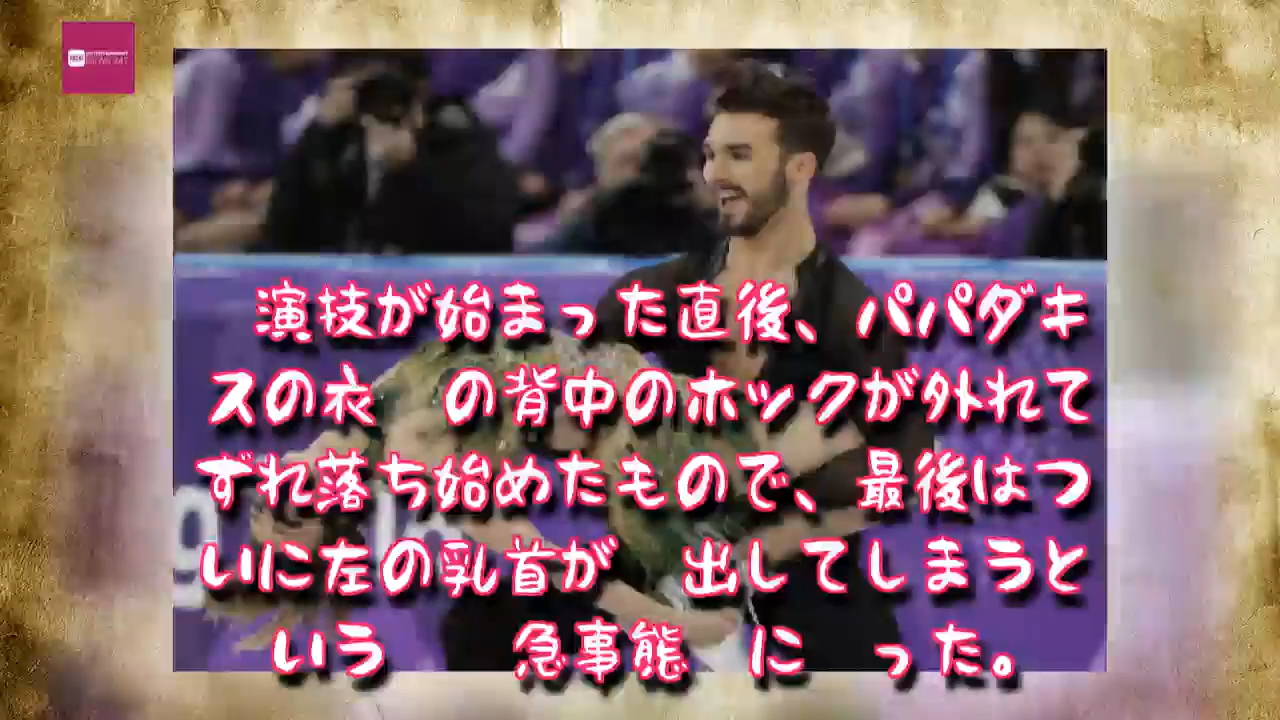 演技が始まった直後、パパダキ
スの衣　の背中のホックが外れて
ずれ落ち始めたもので、最後はつ
いに左の乳首が　出してしまうと
いう　　急事態　に　った。